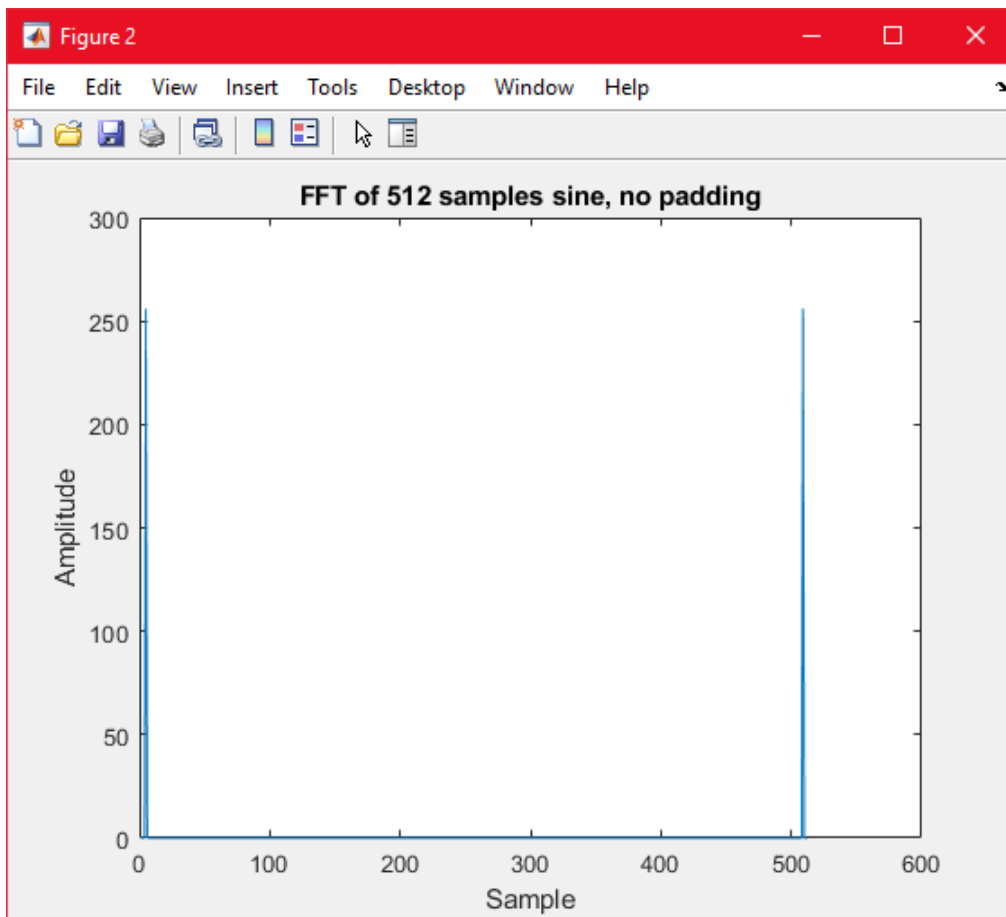 Figure 2
File Edit View Insert Tools Desktop Window Help
FFT of 512 samples sine, no padding
300
250
200
150
100
50
0
Amplitude
0 100 200 300 400 500 600
Sample